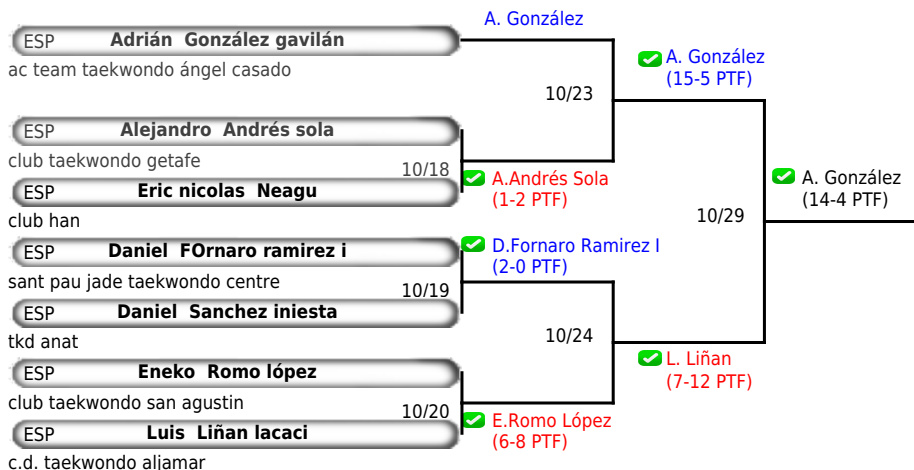 A. González
ESP Adrián González gavilán
ac team taekwondo ángel casado
A. González
(15-5 PTF)
10/23
ESP Alejandro Andrés sola
club taekwondo getafe
10/18
A.Andrés Sola
(1-2 PTF)
ESP Eric nicolas Neagu
club han
A. González
(14-4 PTF)
10/29
ESP Daniel FOrnaro ramirez i
D.Fornaro Ramirez I
(2-0 PTF)
sant pau jade taekwondo centre
10/19
ESP Daniel Sanchez iniesta
tkd anat
10/24
L. Liñan
(7-12 PTF)
ESP Eneko Romo lópez
club taekwondo san agustin
10/20
E.Romo López
(6-8 PTF)
ESP Luis Liñan lacaci
c.d. taekwondo aljamar